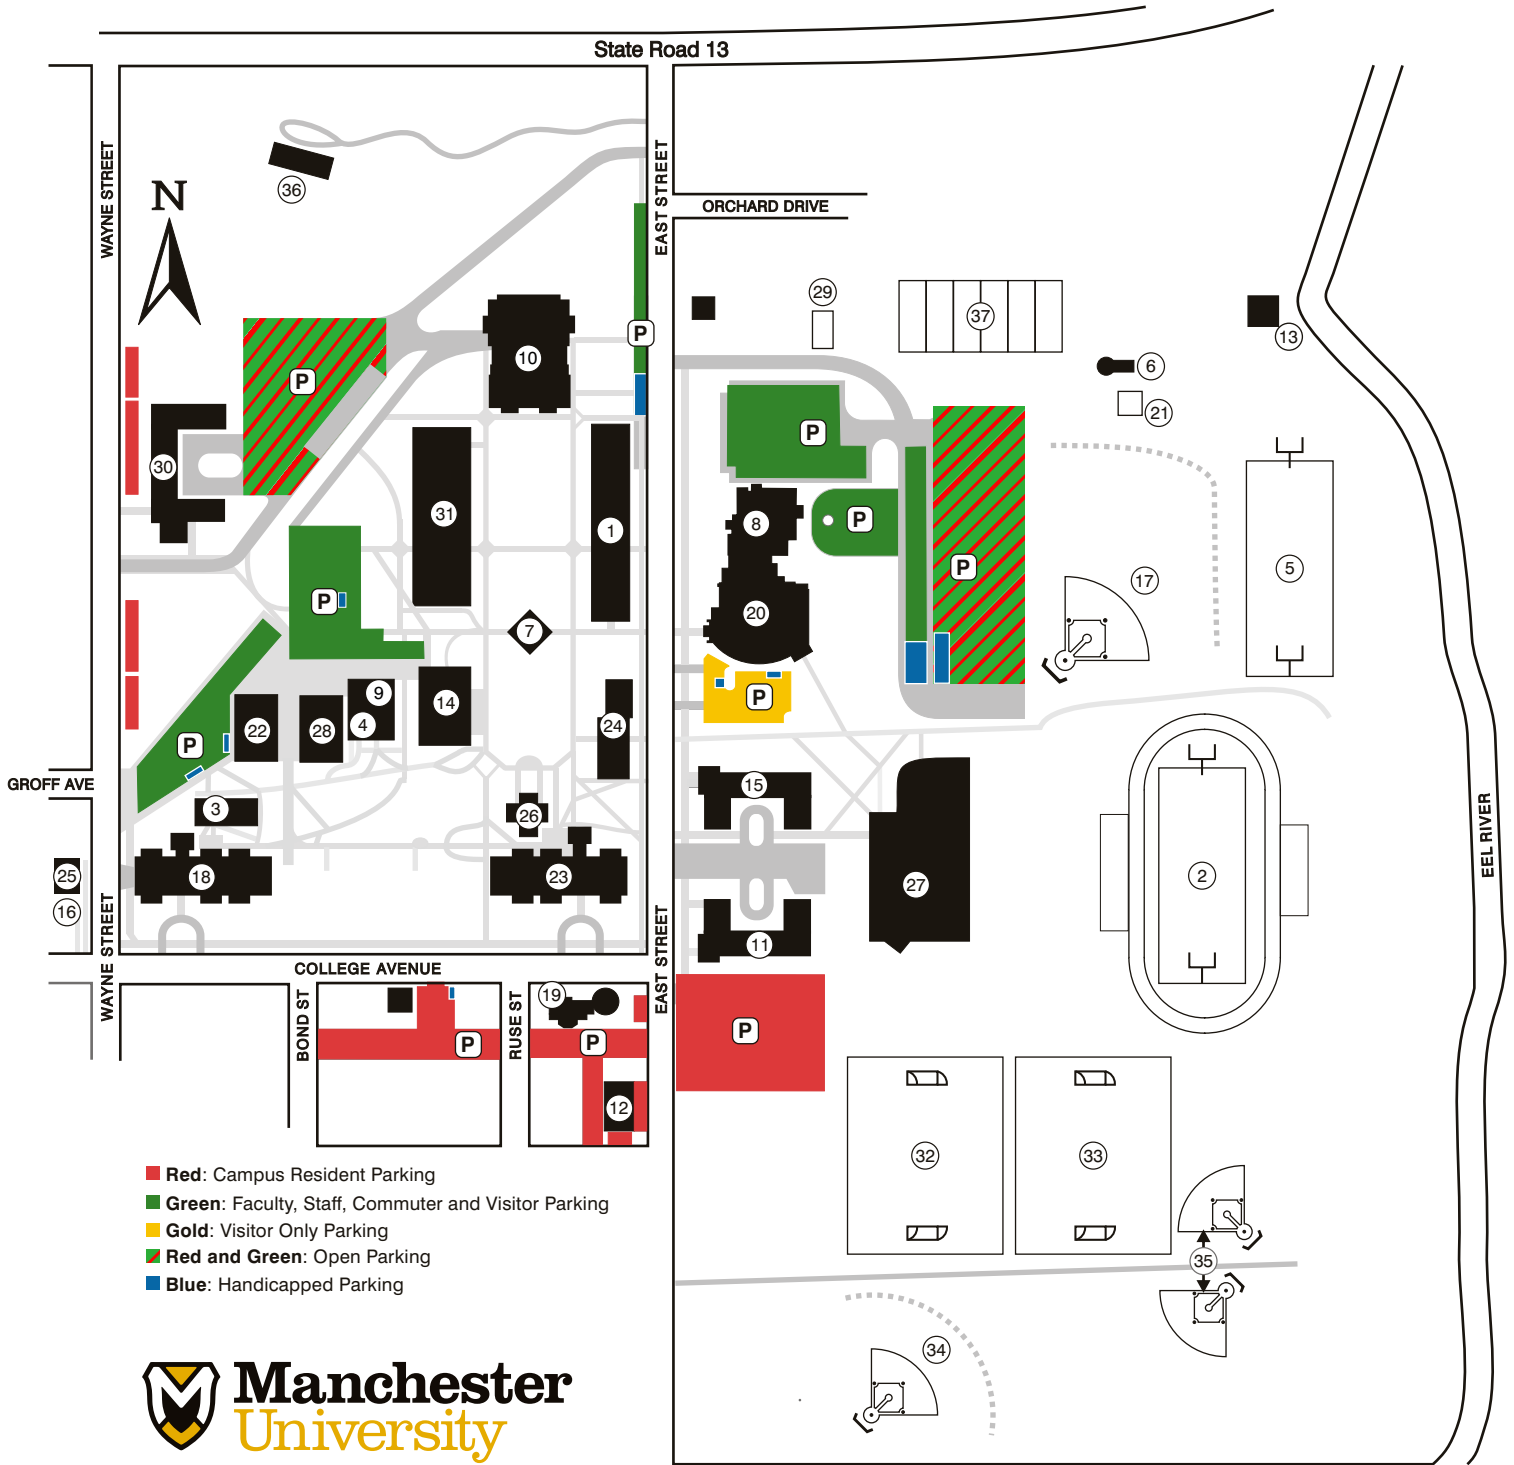 State Road 13
WAYNE STREET
EAST STREET
N
36
ORCHARD DRIVE
29
37
13
P
10
6
21
P
30
P
31
1
8
P
5
P
17
P
20
7
9
14
22
28
4
24
P
P
GROFF AVE
3
26
15
EEL RIVER
25
18
23
27
2
16
WAYNE STREET
EAST STREET
11
COLLEGE AVENUE
BOND ST
RUSE ST
19
P
P
P
12
32
33
Red: Campus Resident Parking
Green: Faculty, Staff, Commuter and Visitor Parking
Gold: Visitor Only Parking
Red and Green: Open Parking
Blue: Handicapped Parking
35
34
Manchester
University